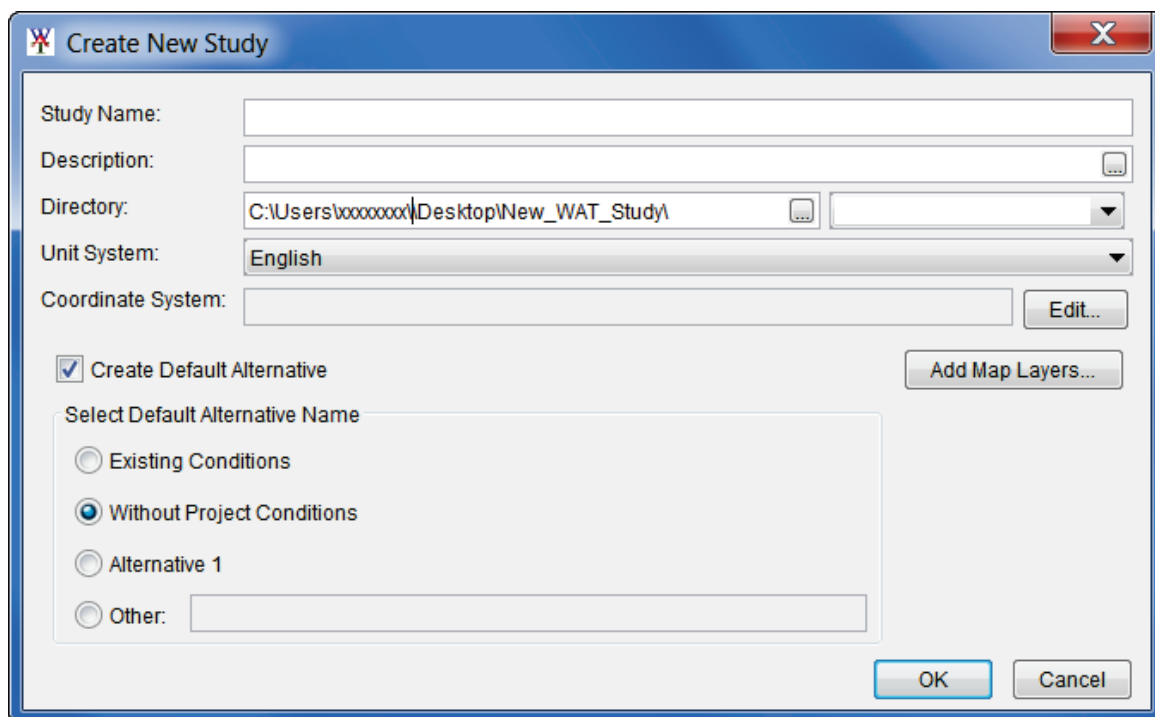 Create New Study
Study Name:
Description:
...
Directory:
C:\Users\xxxxxxxx\\Desktop\New_WAT_Study\
...
Unit System:
English
Coordinate System:
Edit...
Create Default Alternative
Add Map Layers...
Select Default Alternative Name
Existing Conditions
Without Project Conditions
Alternative 1
Other:
OK
Cancel